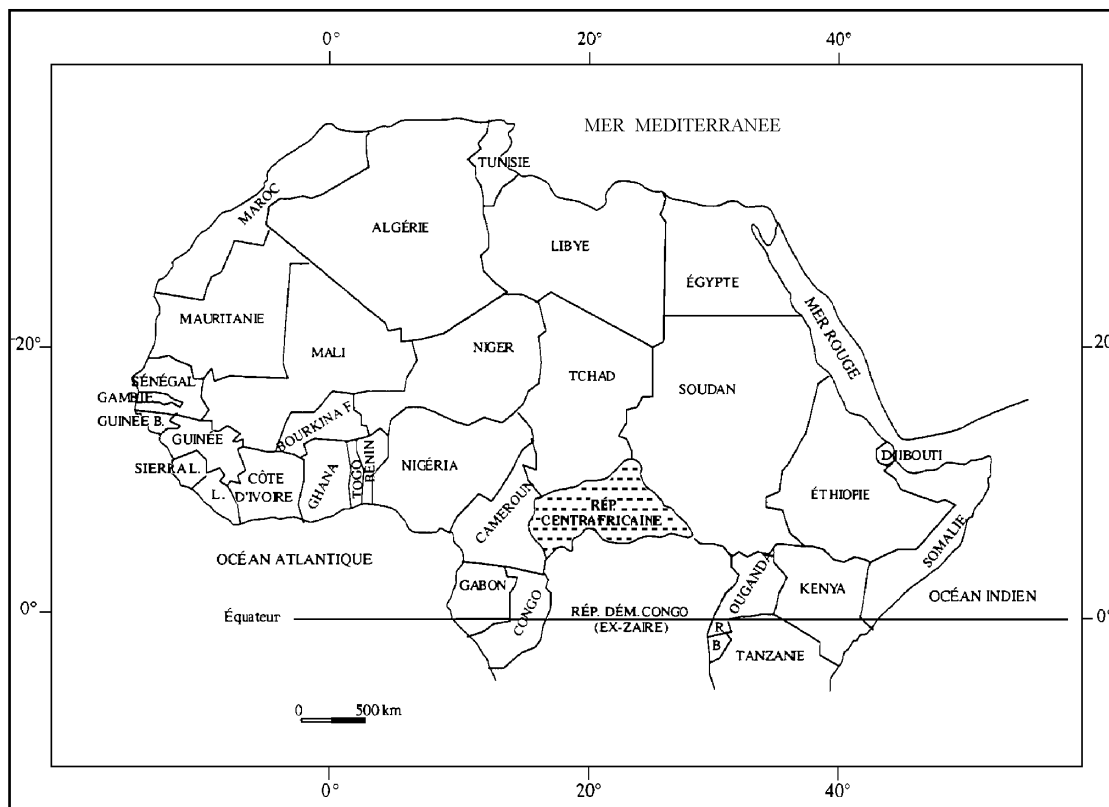 0° 20° 40°
MER MEDITERRANEE
TUNISIE
MAROC
ALGÉRIE
LIBYE
ÉGYPTE
MAURITANIE
MER ROUGE
20° 20°
MALI
NIGER
TCHAD
SOUDAN
SÉNÉGAL
GAMBIE
GUINÉE B.
GUINÉE
BOURKINA F.
SIERRA L.
L.
CÔTE
D'IVOIRE
GHANA
TOGO
BÉNIN
NIGÉRIA
CAMEROUN
RÉP.
CENTRAFRICAINE
ÉTHIOPIE
DJIBOUTI
SOMALIE
OCÉAN ATLANTIQUE
GABON
CONGO
OUGANDA
KENYA
OCÉAN INDIEN
0° 0°
Équateur
RÉP. DÉM. CONGO
(EX-ZAIRE)
R
B
TANZANIE
0 500 km
0° 20° 40°